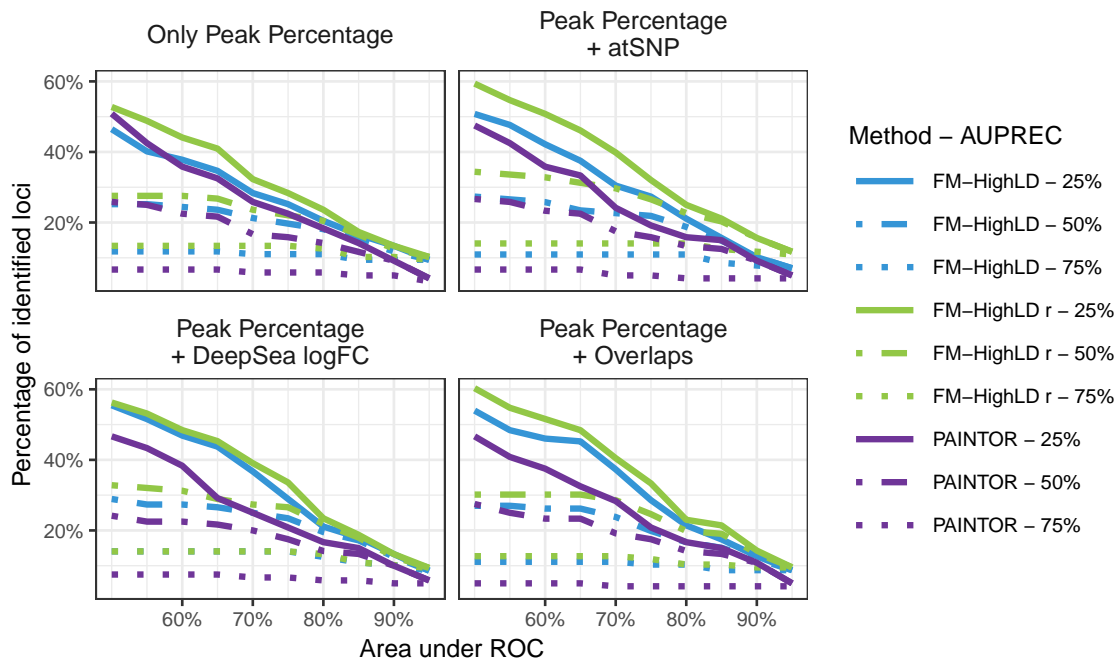 Only Peak Percentage
Peak Percentage
+ atSNP
60%
40%
20%
Peak Percentage
+ DeepSea logFC
Peak Percentage
+ Overlaps
60%
40%
20%
60%
70%
80%
90%
60%
70%
80%
90%
Area under ROC
Percentage of identified loci
Method − AUPREC
FM−HighLD − 25%
FM−HighLD − 50%
FM−HighLD − 75%
FM−HighLD r − 25%
FM−HighLD r − 50%
FM−HighLD r − 75%
PAINTOR − 25%
PAINTOR − 50%
PAINTOR − 75%